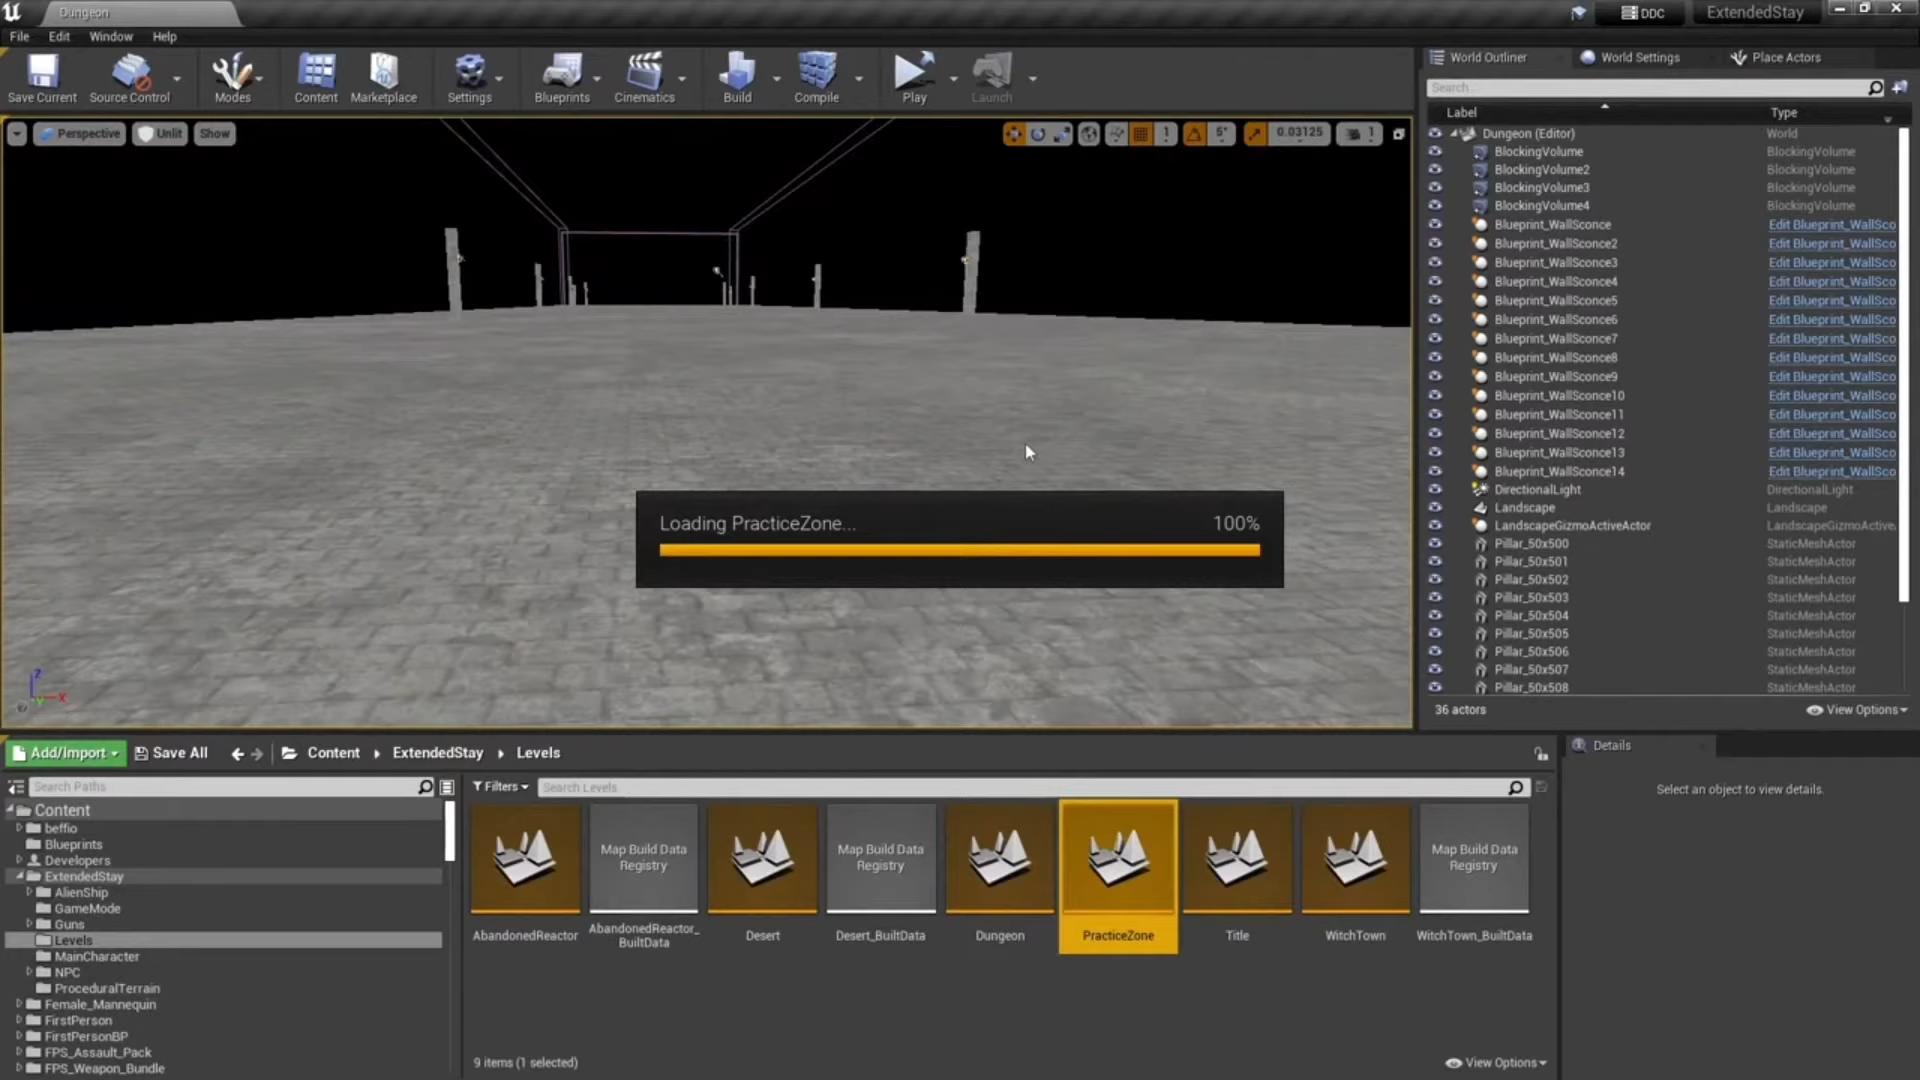 Dungeon
DDC
ExtendedStay
File Edit Window Help
Save Current Source Control Modes Content Marketplace Settings Blueprints Cinematics Build Compile Play Launch
Perspective Unlit Show
1 5° 0.03125 1
World Outliner World Settings Place Actors
Search...
Label Type
Dungeon (Editor) World
BlockingVolume BlockingVolume
BlockingVolume2 BlockingVolume
BlockingVolume3 BlockingVolume
BlockingVolume4 BlockingVolume
Blueprint_WallSconce Edit Blueprint_WallSco
Blueprint_WallSconce2 Edit Blueprint_WallSco
Blueprint_WallSconce3 Edit Blueprint_WallSco
Blueprint_WallSconce4 Edit Blueprint_WallSco
Blueprint_WallSconce5 Edit Blueprint_WallSco
Blueprint_WallSconce6 Edit Blueprint_WallSco
Blueprint_WallSconce7 Edit Blueprint_WallSco
Blueprint_WallSconce8 Edit Blueprint_WallSco
Blueprint_WallSconce9 Edit Blueprint_WallSco
Blueprint_WallSconce10 Edit Blueprint_WallSco
Blueprint_WallSconce11 Edit Blueprint_WallSco
Blueprint_WallSconce12 Edit Blueprint_WallSco
Blueprint_WallSconce13 Edit Blueprint_WallSco
Blueprint_WallSconce14 Edit Blueprint_WallSco
DirectionalLight DirectionalLight
Landscape Landscape
LandscapeGizmoActiveActor LandscapeGizmoActive
Pillar_50x500 StaticMeshActor
Pillar_50x501 StaticMeshActor
Pillar_50x502 StaticMeshActor
Pillar_50x503 StaticMeshActor
Pillar_50x504 StaticMeshActor
Pillar_50x505 StaticMeshActor
Pillar_50x506 StaticMeshActor
Pillar_50x507 StaticMeshActor
Pillar_50x508 StaticMeshActor
36 actors View Options
Loading PracticeZone... 100%
Z
X
Add/Import Save All Content ExtendedStay Levels
Search Paths
Content
beffio
Blueprints
Developers
ExtendedStay
AlienShip
GameMode
Guns
Levels
MainCharacter
NPC
ProceduralTerrain
Female_Mannequin
FirstPerson
FirstPersonBP
FPS_Assault_Pack
FPS_Weapon_Bundle
Filters Search Levels
Map Build Data
Registry
Map Build Data
Registry
Map Build Data
Registry
AbandonedReactor
AbandonedReactor_
BuiltData
Desert
Desert_BuiltData
Dungeon
PracticeZone
Title
WitchTown
WitchTown_BuiltData
9 items (1 selected) View Options
Details
Select an object to view details.